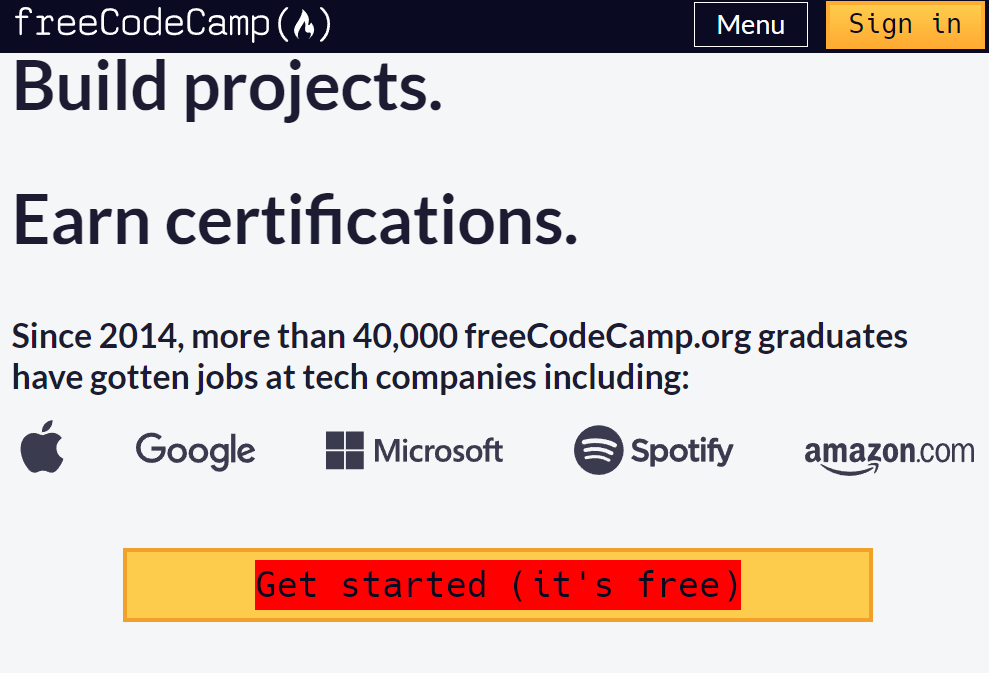 freeCodeCamp(🔥)
Menu
Sign in
Build projects.
Earn certifications.
Since 2014, more than 40,000 freeCodeCamp.org graduates
have gotten jobs at tech companies including:
Google
Microsoft
Spotify
amazon.com
Get started (it's free)